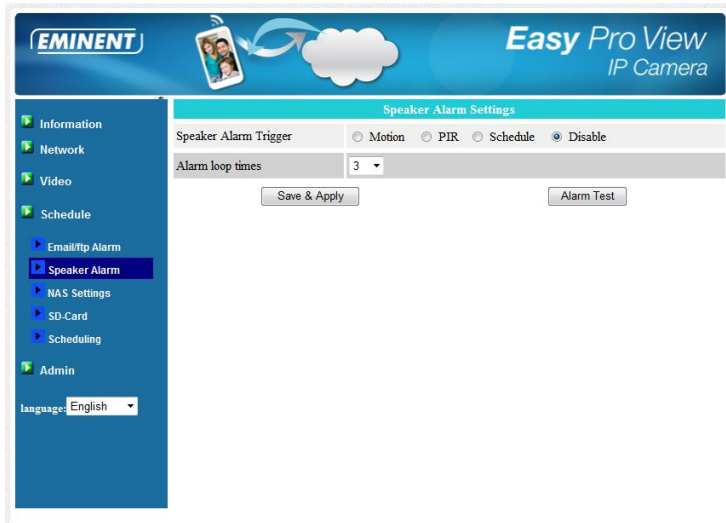 EMINENT
Easy Pro View
IP Camera
Information
Network
Video
Schedule
Email/ftp Alarm
Speaker Alarm
NAS Settings
SD-Card
Scheduling
Admin
language: English
Speaker Alarm Settings
Speaker Alarm Trigger Motion PIR Schedule Disable
Alarm loop times 3
Save & Apply Alarm Test